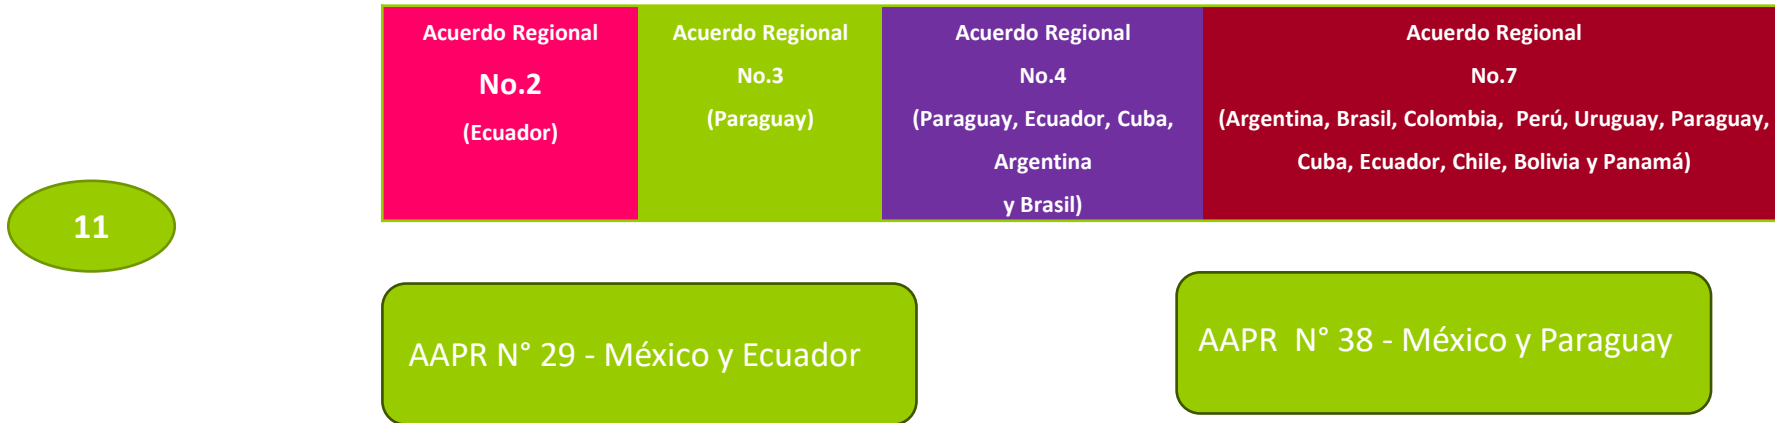 Acuerdo Regional
No.2
(Ecuador)
Acuerdo Regional
No.3
(Paraguay)
Acuerdo Regional
No.4
(Paraguay, Ecuador, Cuba,
Argentina
y Brasil)
Acuerdo Regional
No.7
(Argentina, Brasil, Colombia, Perú, Uruguay, Paraguay,
Cuba, Ecuador, Chile, Bolivia y Panamá)
11
AAPR N° 29 - México y Ecuador
AAPR N° 38 - México y Paraguay